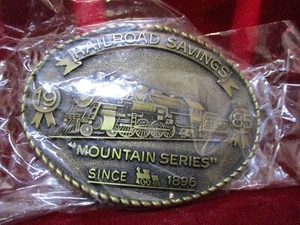 RAILROAD SAVINGS
19 85
"MOUNTAIN SERIES"
SINCE 1896